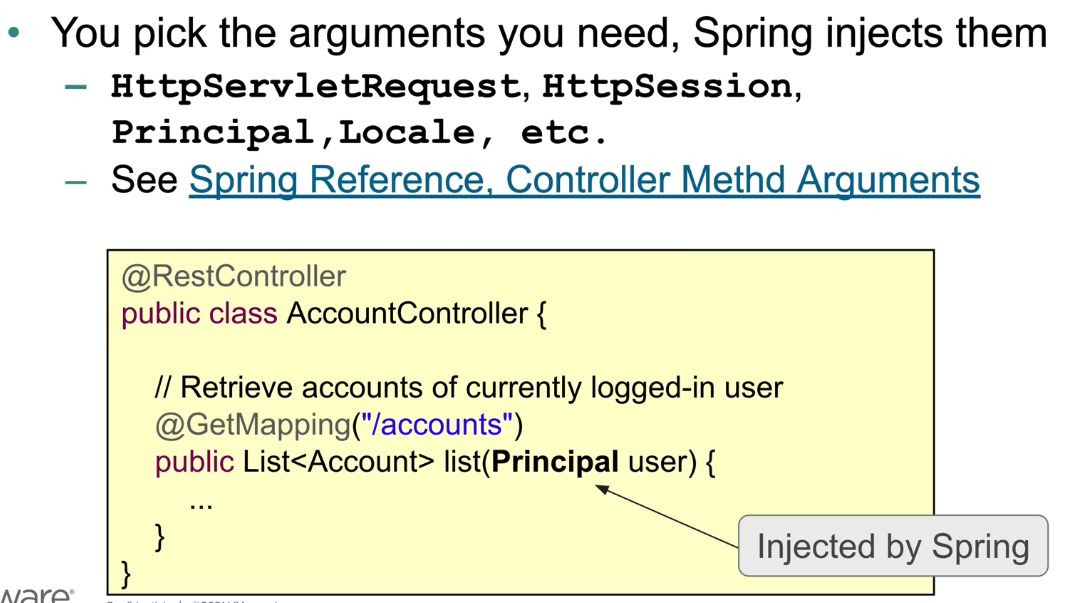 • You pick the arguments you need, Spring injects them
– HttpServletRequest, HttpSession,
Principal,Locale, etc.
– See Spring Reference, Controller Methd Arguments
@RestController
public class AccountController {
// Retrieve accounts of currently logged-in user
@GetMapping("/accounts")
public List<Account> list(Principal user) {
...
}
}
Injected by Spring
ware®